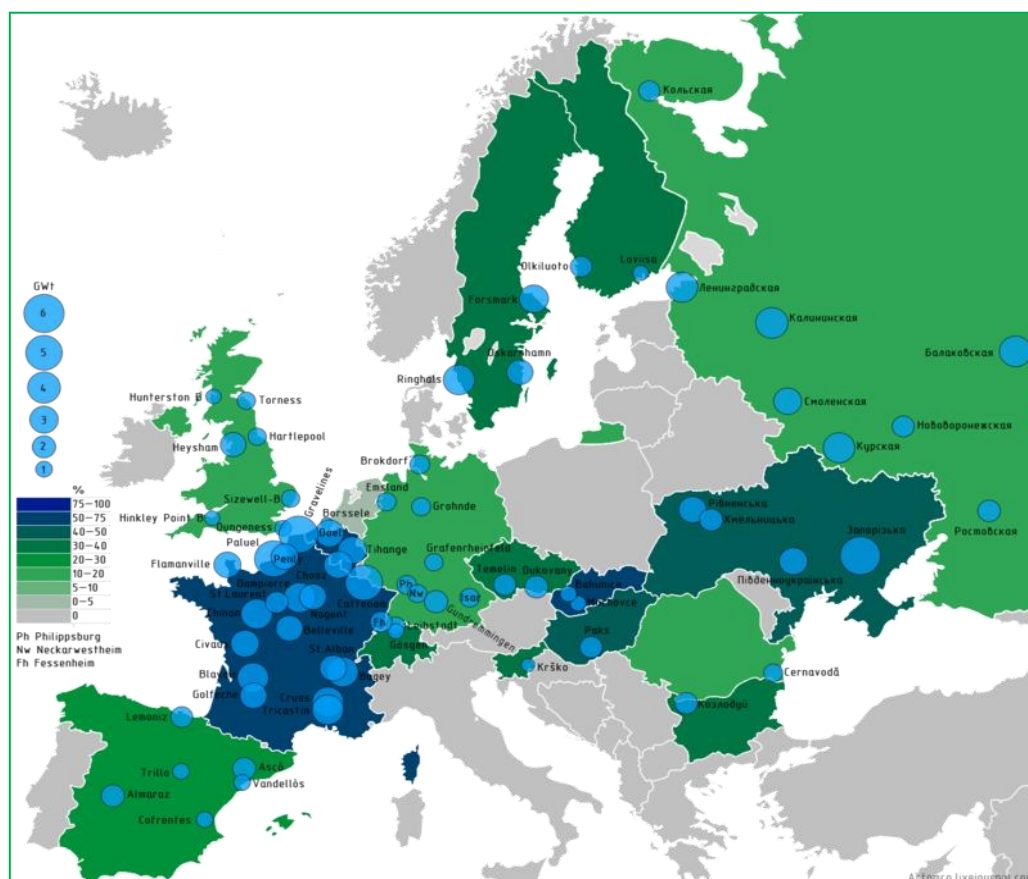 Кольская
Olkiluoto
Loviisa
Ленинградская
GWt
6
5
4
3
2
1
Forsmark
Калининская
Балаковская
Oskarshamn
Ringhals
Смоленская
Hunterston B
Torness
Нововоронежская
Heysham
Hartlepool
Курская
Brokdorf
%
75–100
50–75
40–50
30–40
20–30
10–20
5–10
0–5
0
Emsland
Sizewell-B
Gravelines
Borssele
Grohnde
Рівненська
Хмельницька
Ростовская
Hinkley Point B
Dungeness
Doel
Запорізька
Paluel
Penly
Tihange
Grafenrheinfeld
Flamanville
Chooz
Temelin
Dukovany
Південноукраїнська
Dampierre
Bohunice
St Laurent
Cattenom
Ph
Nw
Isar
Mochovce
Chinon
Nogent
Gundremmingen
Ph Philippsburg
Nw Neckarwestheim
Fh Fessenheim
Fh
Leibstadt
Belleville
Gösgen
Paks
Civaux
St.Alban
Krško
Cernavodă
Blayais
Bugey
Golfeche
Cruas
Козлодуй
Tricastin
Lemoniz
Trillo
Ascó
Vandellòs
Almaraz
Cofrentes